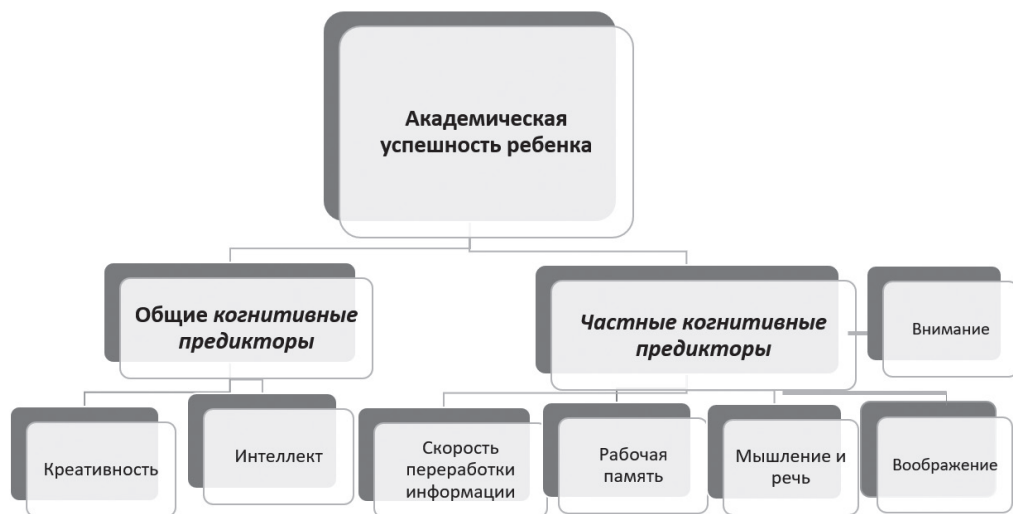 Академическая
успешность ребенка
Общие когнитивные
предикторы
Частные когнитивные
предикторы
Внимание
Креативность
Интеллект
Скорость
переработки
информации
Рабочая
память
Мышление и
речь
Воображение